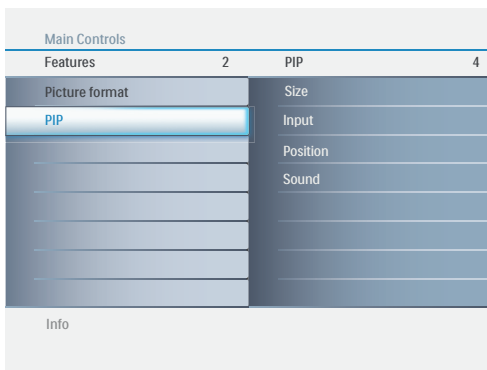 Main Controls
Features 2 PIP 4
Picture format Size
PIP Input
Position
Sound
Info